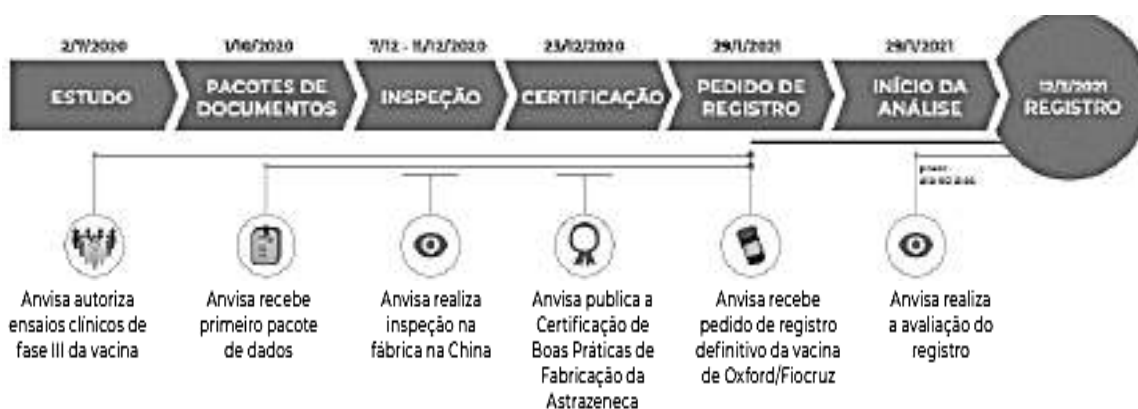 2/7/2020
1/10/2020
7/12 - 11/12/2020
23/12/2020
29/1/2021
29/1/2021
ESTUDO
PACOTES DE
DOCUMENTOS
INSPEÇÃO
CERTIFICAÇÃO
PEDIDO DE
REGISTRO
INÍCIO DA
ANÁLISE
12/3/2021
REGISTRO
Anvisa autoriza
ensaios clínicos de
fase III da vacina
Anvisa recebe
primeiro pacote
de dados
Anvisa realiza
inspeção na
fábrica na China
Anvisa publica a
Certificação de
Boas Práticas de
Fabricação da
Astrazeneca
Anvisa recebe
pedido de registro
definitivo da vacina
de Oxford/Fiocruz
Anvisa realiza
a avaliação do
registro